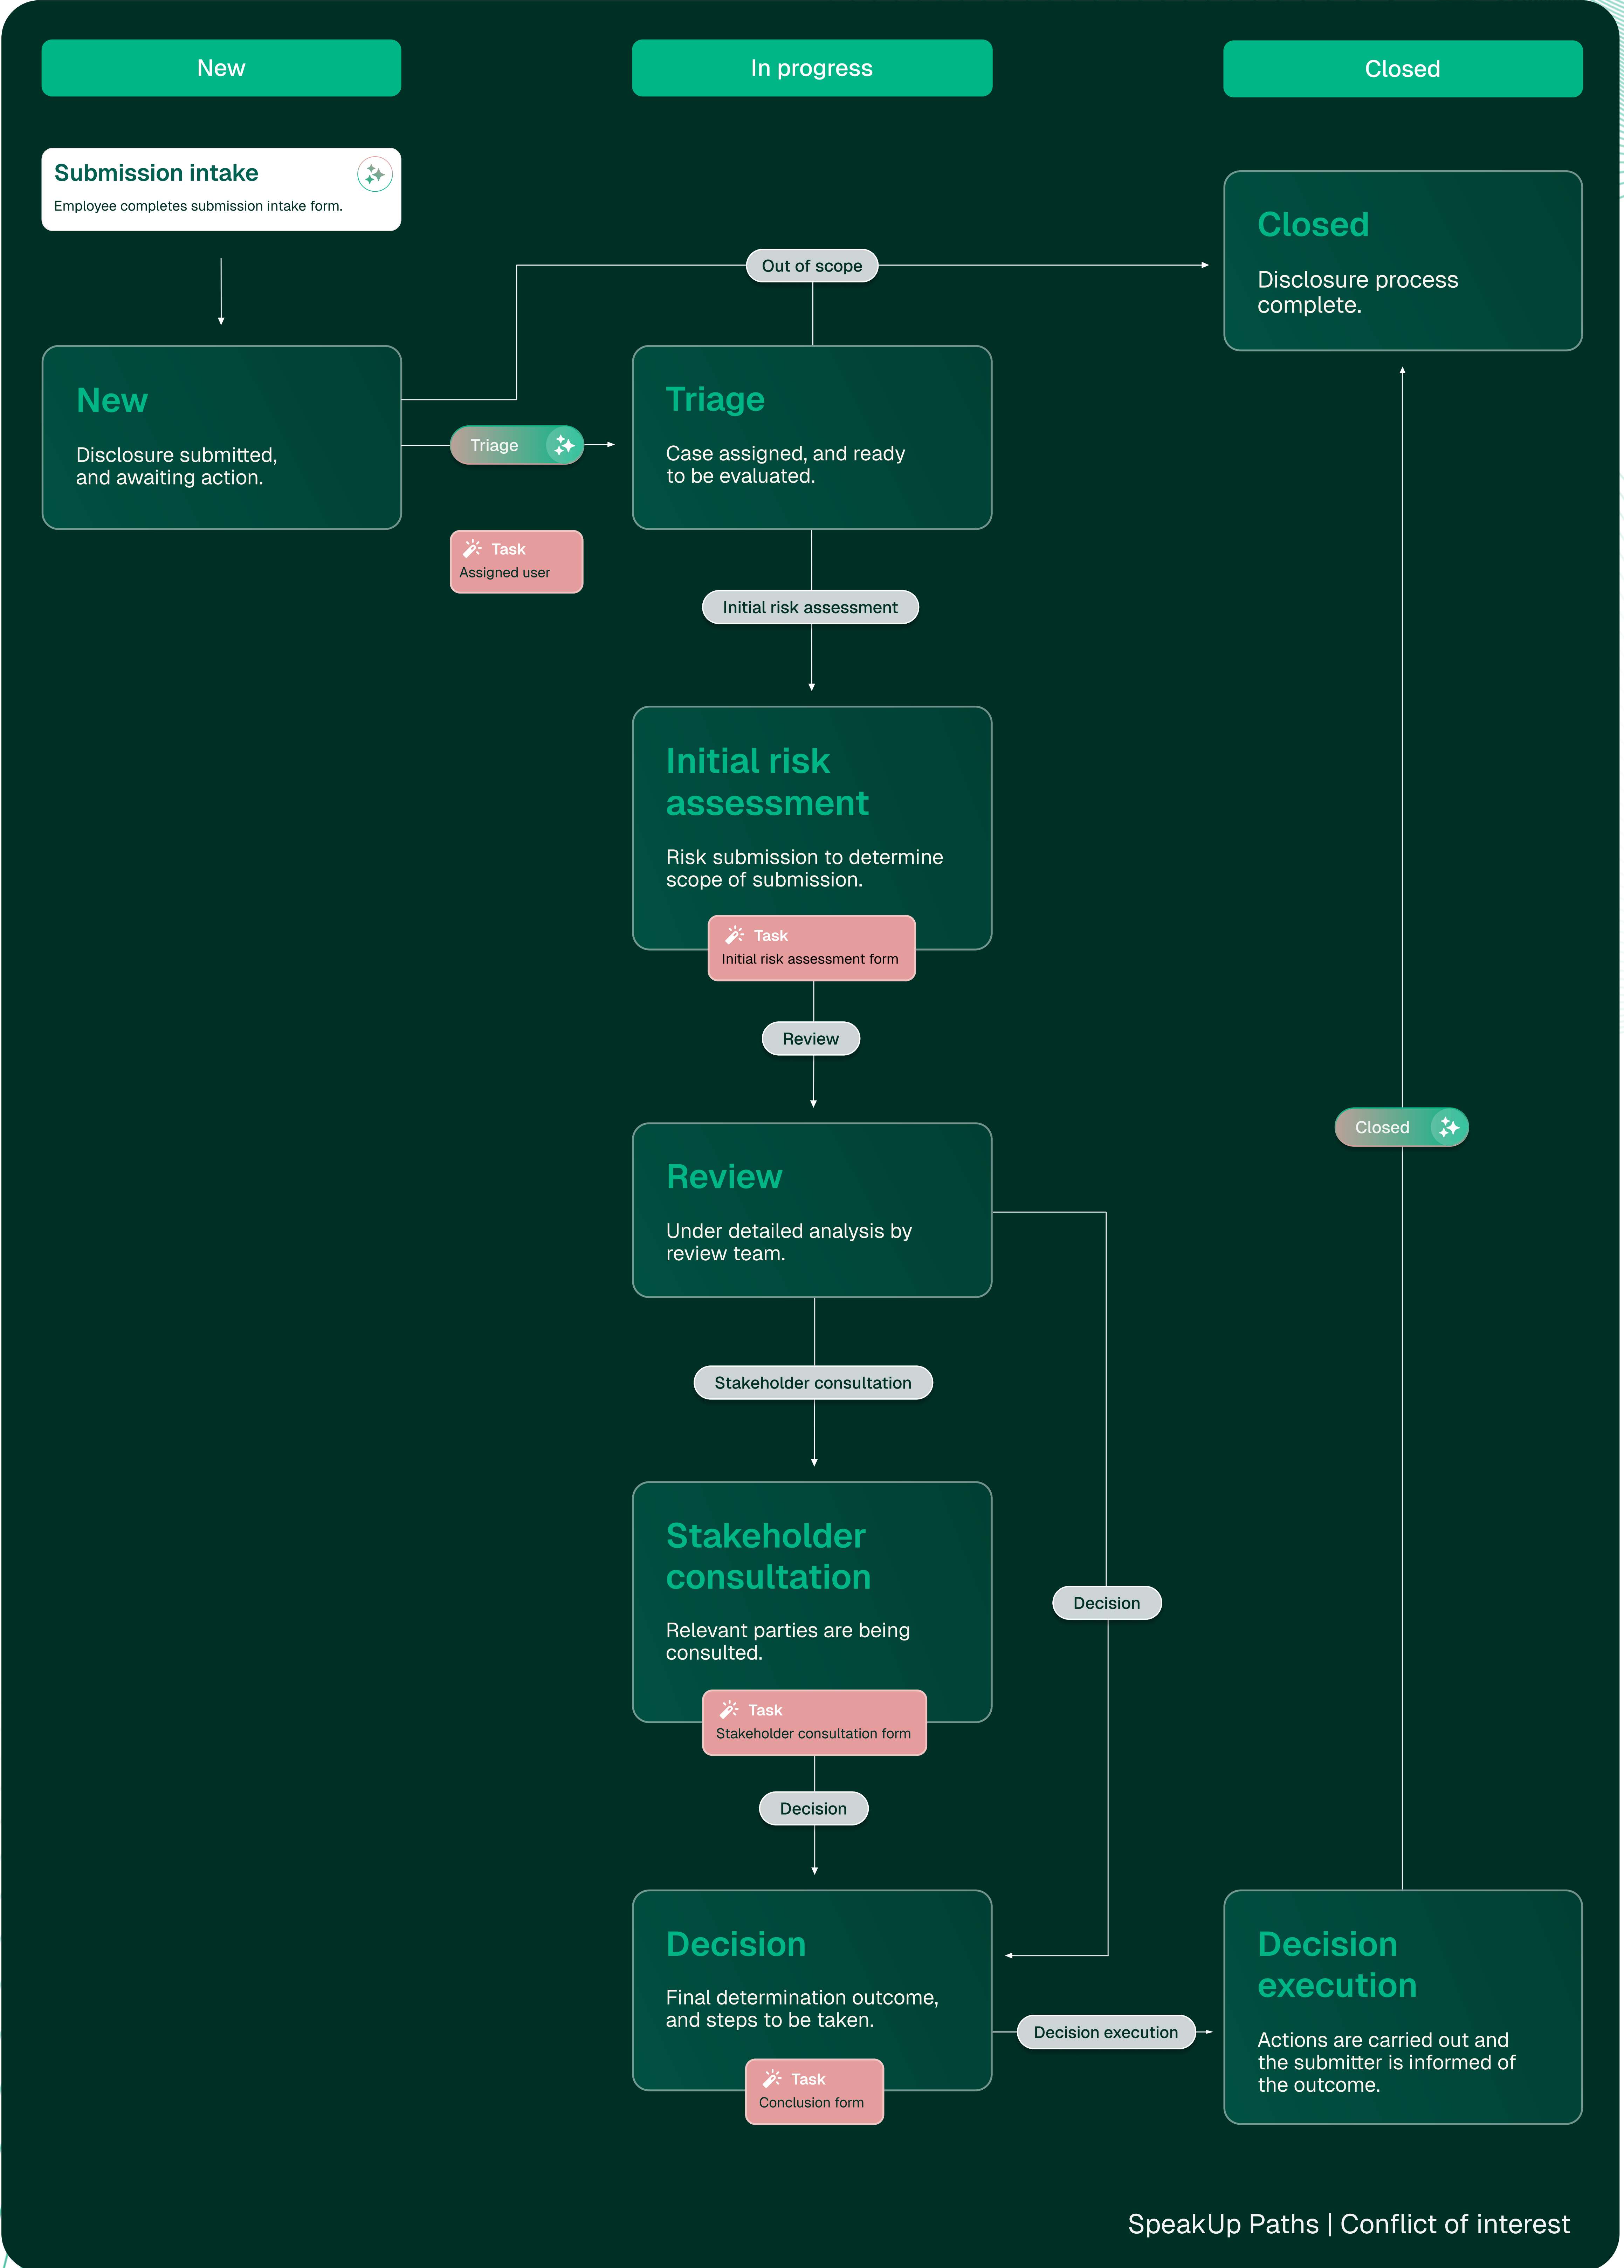 New
In progress
Closed
Submission intake
Employee completes submission intake form.
Closed
Disclosure process
complete.
Out of scope
New
Disclosure submitted,
and awaiting action.
Triage
Triage
Case assigned, and ready
to be evaluated.
Task
Assigned user
Initial risk assessment
Initial risk
assessment
Risk submission to determine
scope of submission.
Task
Initial risk assessment form
Review
Closed
Review
Under detailed analysis by
review team.
Stakeholder consultation
Stakeholder
consultation
Relevant parties are being
consulted.
Decision
Task
Stakeholder consultation form
Decision
Decision
Final determination outcome,
and steps to be taken.
Task
Conclusion form
Decision execution
Decision
execution
Actions are carried out and
the submitter is informed of
the outcome.
SpeakUp Paths | Conflict of interest